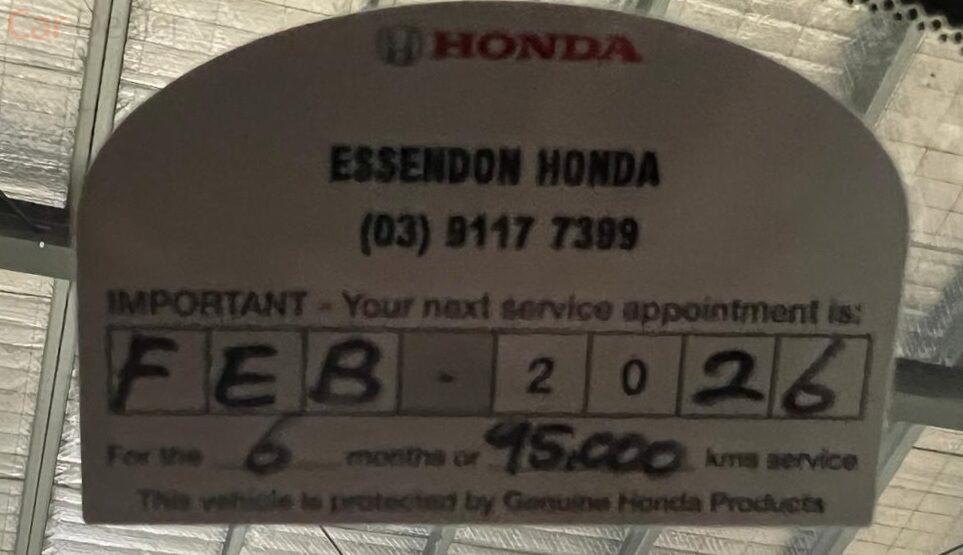 Car
HONDA
ESSENDON HONDA
(03) 9117 7399
IMPORTANT - Your next service appointment is:
FEB - 2026
For the 6 months or 95,000 kms service
This vehicle is protected by Genuine Honda Products